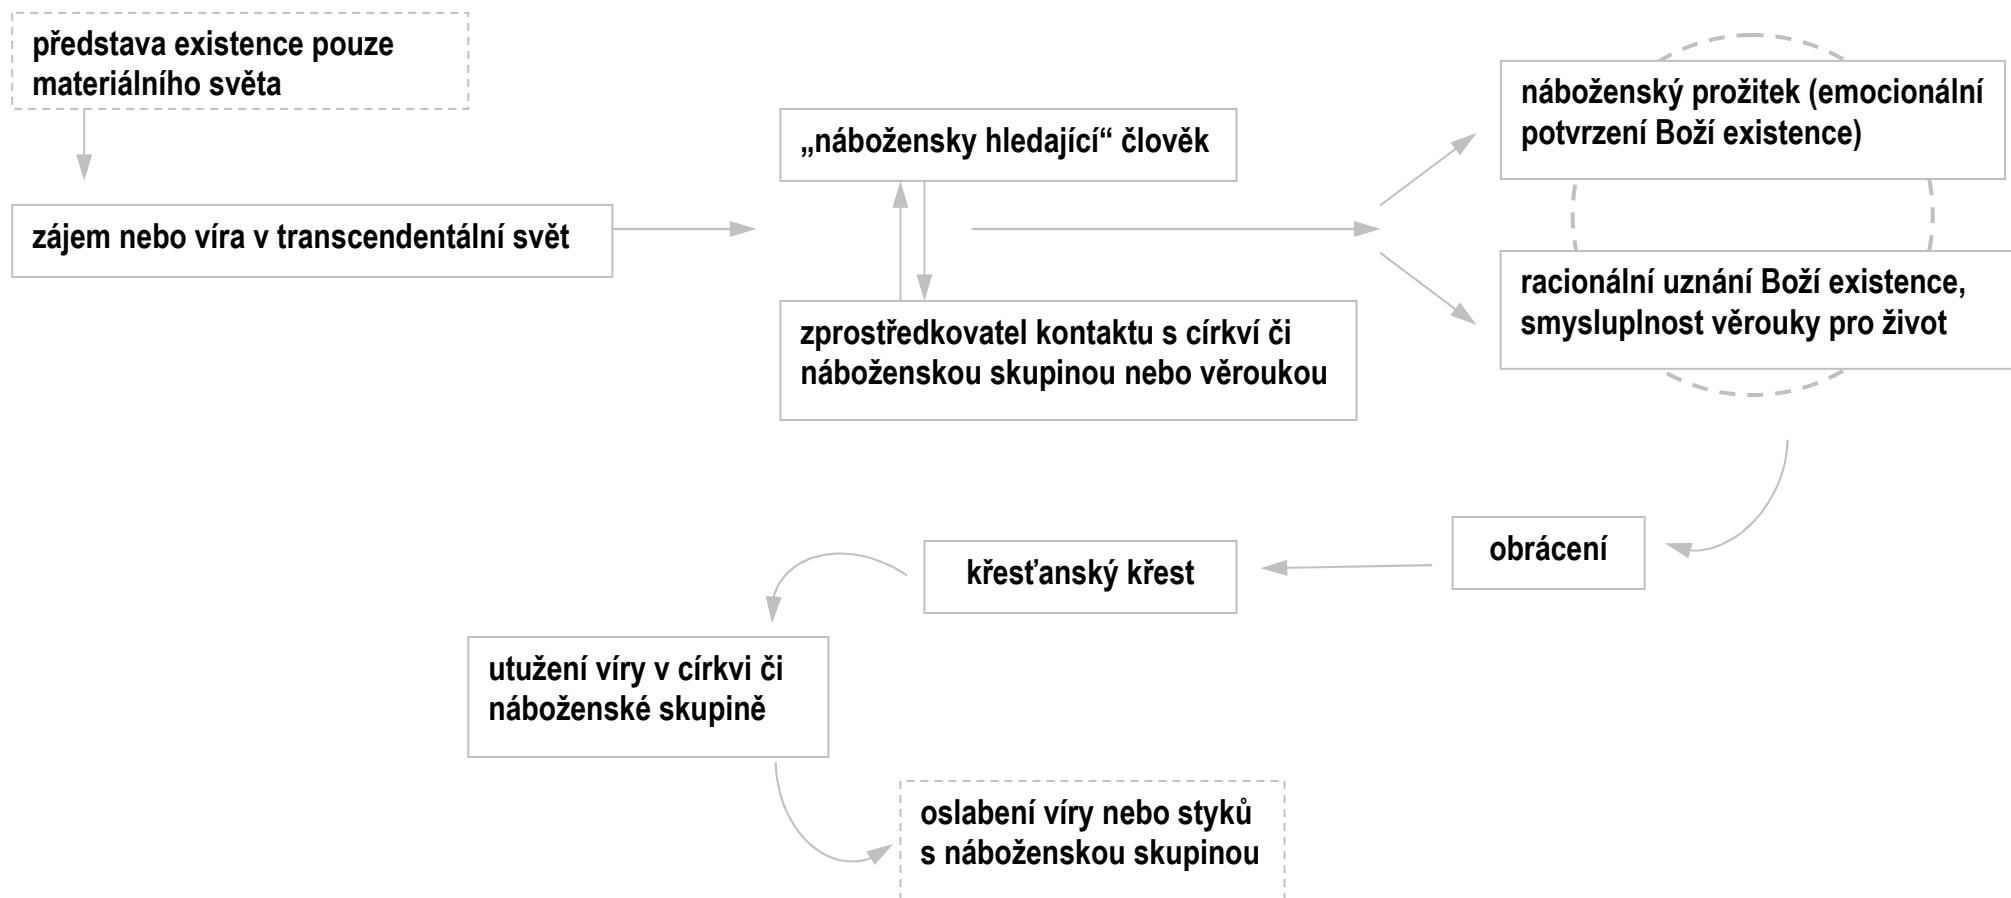 představa existence pouze
materiálního světa
zájem nebo víra v transcendentální svět
„nábožensky hledající“ člověk
zprostředkovatel kontaktu s církví či
náboženskou skupinou nebo věroukou
náboženský prožitek (emocionální
potvrzení Boží existence)
racionální uznání Boží existence,
smysluplnost věrouky pro život
obrácení
křesťanský křest
utužení víry v církvi či
náboženské skupině
oslabení víry nebo styků
s náboženskou skupinou